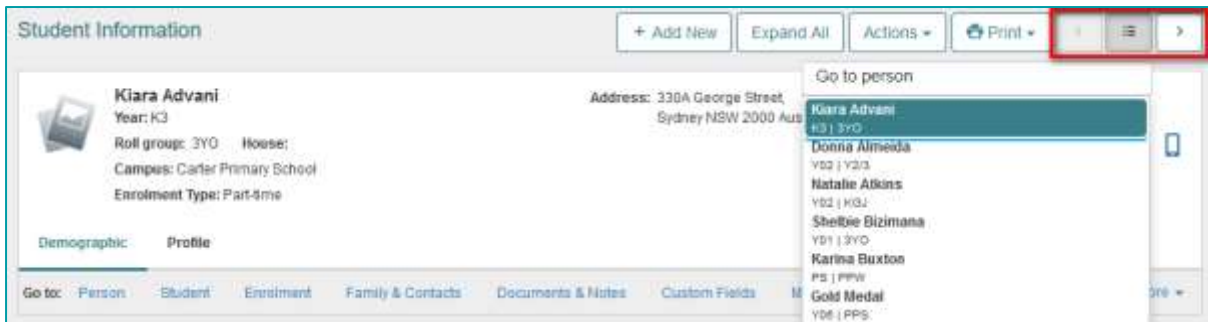 Student Information
+ Add New
Expand All
Actions
Print
Go to person
Kiara Advani
Year: K3
Roll group: 3YO House:
Campus: Carter Primary School
Enrolment Type: Part-time
Address: 330A George Street,
Sydney NSW 2000 Aus
Kiara Advani
K3 | 3YO
Donna Almeida
Y02 | Y2/3
Natalie Atkins
Y02 | KGJ
Shelbie Bizimana
Y01 | 3YO
Karina Buxton
PS | PPW
Gold Medal
Y06 | PPS
Demographic Profile
Go to: Person Student Enrolment Family & Contacts Documents & Notes Custom Fields M ore